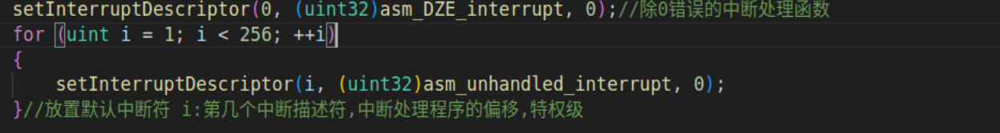 setInterruptDescriptor(0, (uint32)asm_DZE_interrupt, 0);//除0错误的中断处理函数
for (uint i = 1; i < 256; ++i)
{
    setInterruptDescriptor(i, (uint32)asm_unhandled_interrupt, 0);
}//放置默认中断符 i:第几个中断描述符,中断处理程序的偏移,特权级